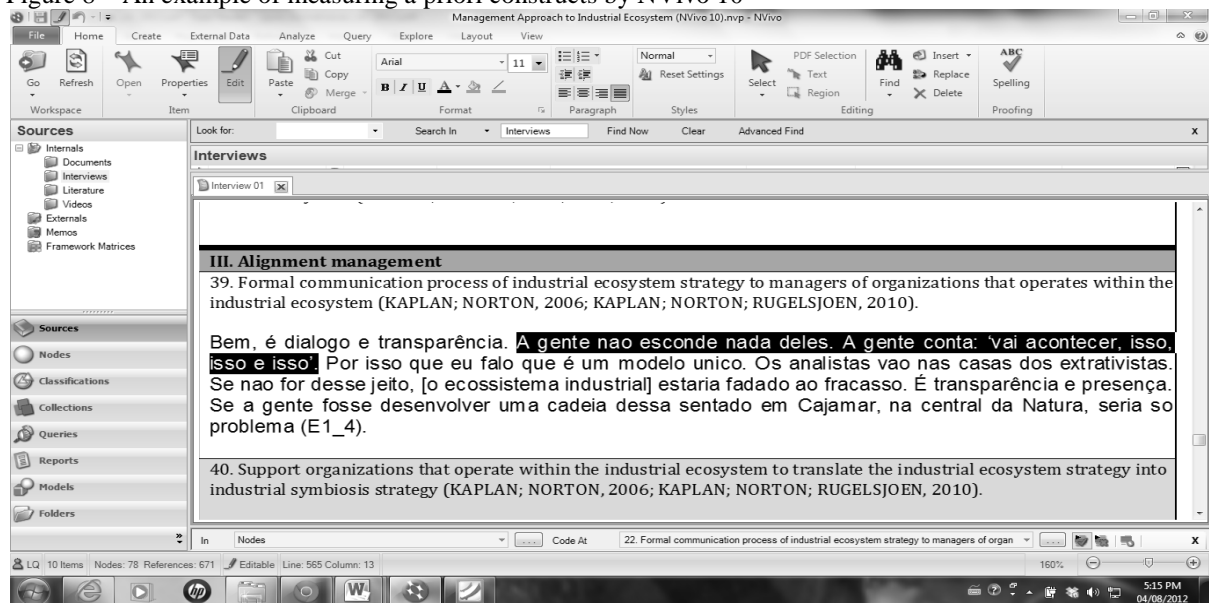 Figure 8 – An example of measuring a priori constructs by NVivo 10
Management Approach to Industrial Ecosystem (NVivo 10).nvp - NVivo
File Home Create External Data Analyze Query Explore Layout View
Go Refresh Open Properties Edit Paste Cut Copy Merge
Workspace Item Clipboard
Arial 11
B I U A
Format Paragraph
Normal
Reset Settings
Styles
Select PDF Selection Text Region Find Insert Replace Delete
Editing
ABC
Spelling
Proofing
Sources
Internals
Documents
Interviews
Literature
Videos
Externals
Memos
Framework Matrices
Sources
Nodes
Classifications
Collections
Queries
Reports
Models
Folders
Look for: Search In Interviews Find Now Clear Advanced Find x
Interviews
Interview 01
III. Alignment management
39. Formal communication process of industrial ecosystem strategy to managers of organizations that operates within the
industrial ecosystem (KAPLAN; NORTON, 2006; KAPLAN; NORTON; RUGELSJOEN, 2010).
Bem, é dialogo e transparência. A gente nao esconde nada deles. A gente conta: ‘vai acontecer, isso,
isso e isso’. Por isso que eu falo que é um modelo unico. Os analistas vao nas casas dos extrativistas.
Se nao for desse jeito, [o ecossistema industrial] estaria fadado ao fracasso. É transparência e presença.
Se a gente fosse desenvolver uma cadeia dessa sentado em Cajamar, na central da Natura, seria so
problema (E1_4).
40. Support organizations that operate within the industrial ecosystem to translate the industrial ecosystem strategy into
industrial symbiosis strategy (KAPLAN; NORTON, 2006; KAPLAN; NORTON; RUGELSJOEN, 2010).
In Nodes ... Code At 22. Formal communication process of industrial ecosystem strategy to managers of organ ... x
LQ 10 Items Nodes: 78 References: 671 Editable Line: 565 Column: 13 160%
5:15 PM
04/08/2012